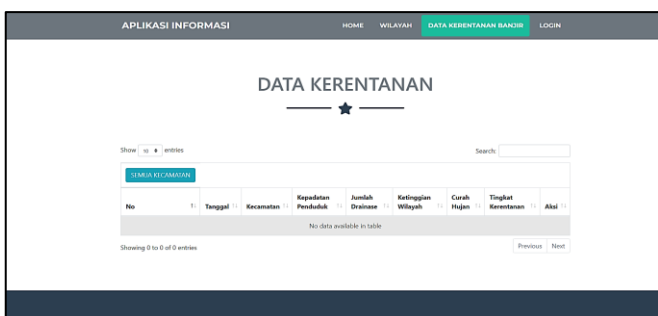 APLIKASI INFORMASI HOME WILAYAH DATA KERENTANAN BANJIR LOGIN
DATA KERENTANAN
Show 10 entries Search:
SEMUA KECAMATAN
No Tanggal Kecamatan Kepadatan Penduduk Jumlah Drainase Ketinggian Wilayah Curah Hujan Tingkat Kerentanan Aksi
No data available in table
Showing 0 to 0 of 0 entries Previous Next